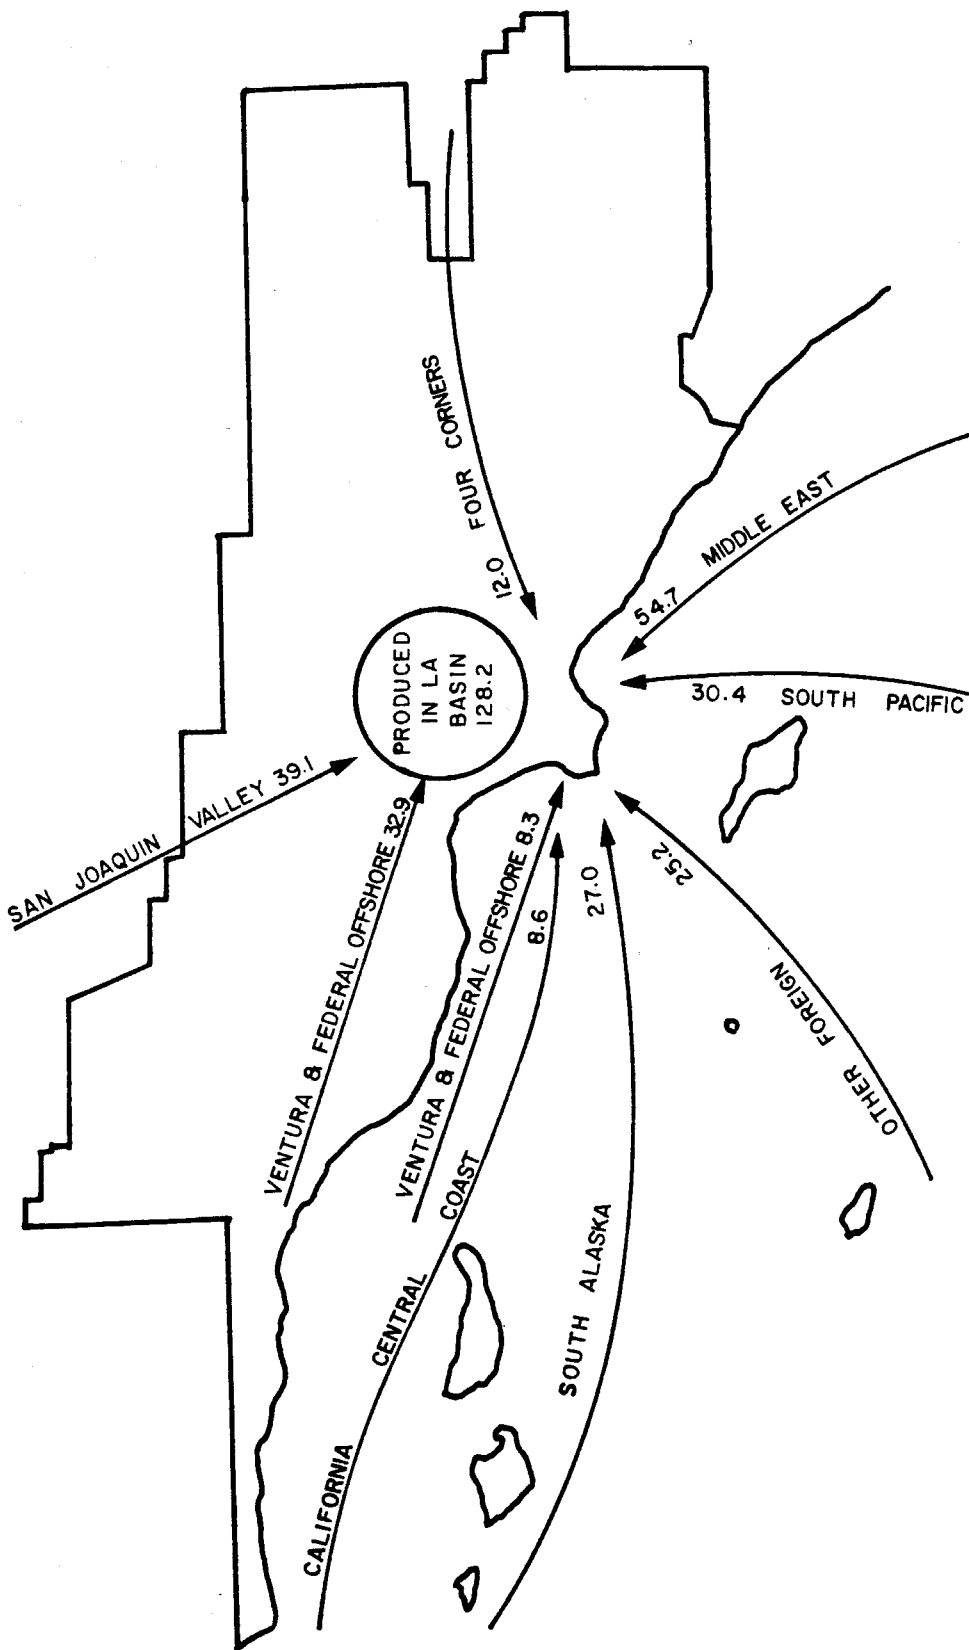 12.0 FOUR CORNERS
54.7 MIDDLE EAST
30.4 SOUTH PACIFIC
PRODUCED
IN LA
BASIN
128.2
SAN JOAQUIN VALLEY 39.1
VENTURA & FEDERAL OFFSHORE 32.9
VENTURA & FEDERAL OFFSHORE 8.3
CALIFORNIA CENTRAL COAST 8.6
SOUTH ALASKA 27.0
25.2 OTHER FOREIGN